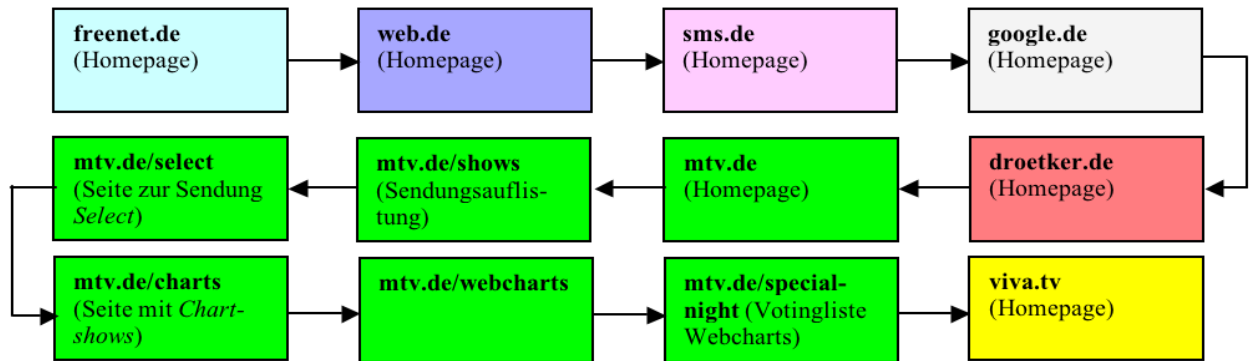 freenet.de
(Homepage)
web.de
(Homepage)
sms.de
(Homepage)
google.de
(Homepage)
droetker.de
(Homepage)
mtv.de
(Homepage)
mtv.de/shows
(Sendungsauflis-
tung)
mtv.de/select
(Seite zur Sendung
Select)
mtv.de/charts
(Seite mit Chart-
shows)
mtv.de/webcharts
mtv.de/special-
night (Votingliste
Webcharts)
viva.tv
(Homepage)